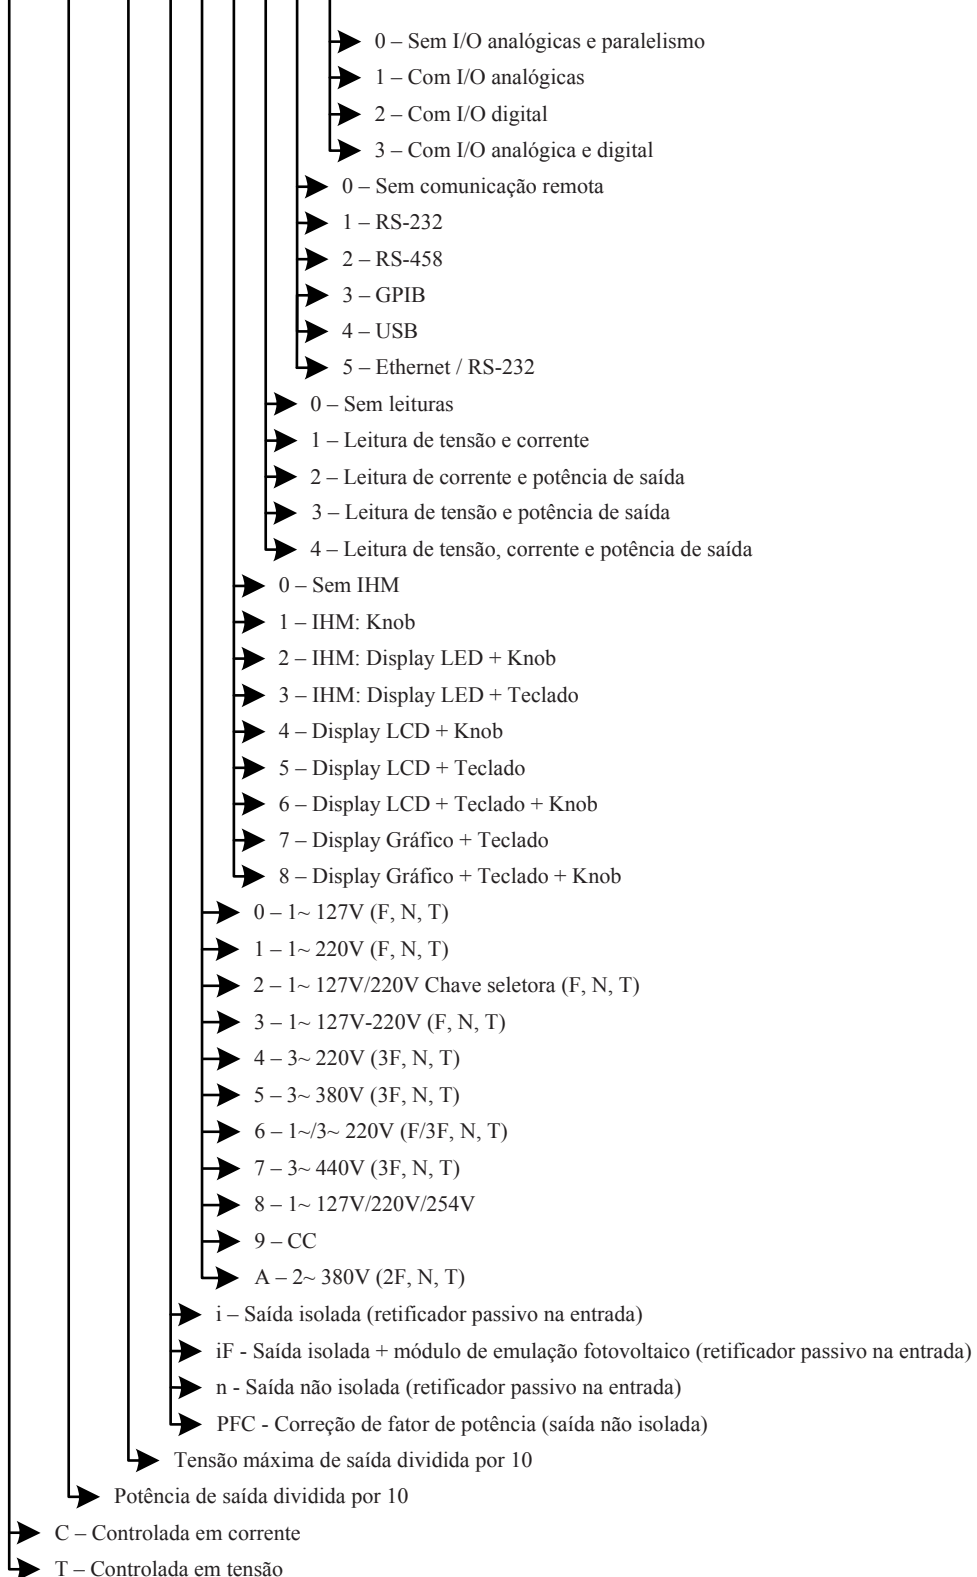 0 – Sem I/O analógicas e paralelismo
1 – Com I/O analógicas
2 – Com I/O digital
3 – Com I/O analógica e digital
0 – Sem comunicação remota
1 – RS-232
2 – RS-458
3 – GPIB
4 – USB
5 – Ethernet / RS-232
0 – Sem leituras
1 – Leitura de tensão e corrente
2 – Leitura de corrente e potência de saída
3 – Leitura de tensão e potência de saída
4 – Leitura de tensão, corrente e potência de saída
0 – Sem IHM
1 – IHM: Knob
2 – IHM: Display LED + Knob
3 – IHM: Display LED + Teclado
4 – Display LCD + Knob
5 – Display LCD + Teclado
6 – Display LCD + Teclado + Knob
7 – Display Gráfico + Teclado
8 – Display Gráfico + Teclado + Knob
0 – 1~ 127V (F, N, T)
1 – 1~ 220V (F, N, T)
2 – 1~ 127V/220V Chave seletora (F, N, T)
3 – 1~ 127V-220V (F, N, T)
4 – 3~ 220V (3F, N, T)
5 – 3~ 380V (3F, N, T)
6 – 1~/3~ 220V (F/3F, N, T)
7 – 3~ 440V (3F, N, T)
8 – 1~ 127V/220V/254V
9 – CC
A – 2~ 380V (2F, N, T)
i – Saída isolada (retificador passivo na entrada)
iF - Saída isolada + módulo de emulação fotovoltaico (retificador passivo na entrada)
n - Saída não isolada (retificador passivo na entrada)
PFC - Correção de fator de potência (saída não isolada)
Tensão máxima de saída dividida por 10
Potência de saída dividida por 10
C – Controlada em corrente
T – Controlada em tensão